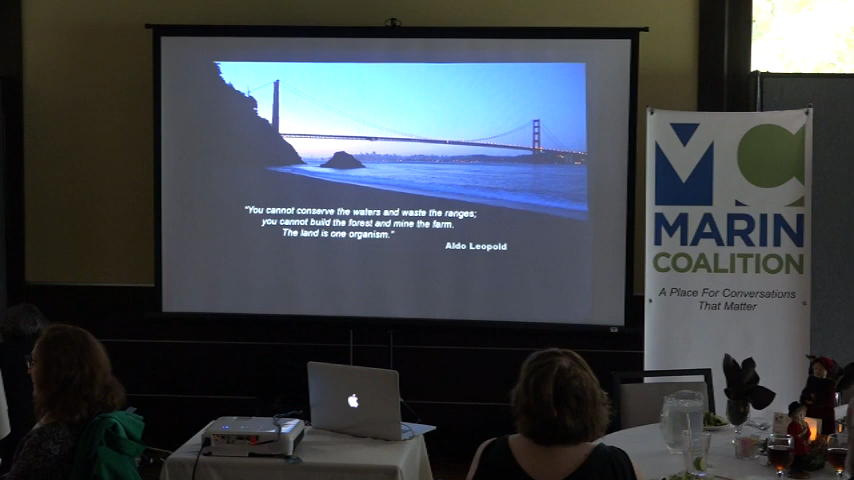 "You cannot conserve the waters and waste the ranges;
you cannot build the forest and mine the farm.
The land is one organism."
Aldo Leopold
MC
MARIN
COALITION
A Place For Conversations
That Matter